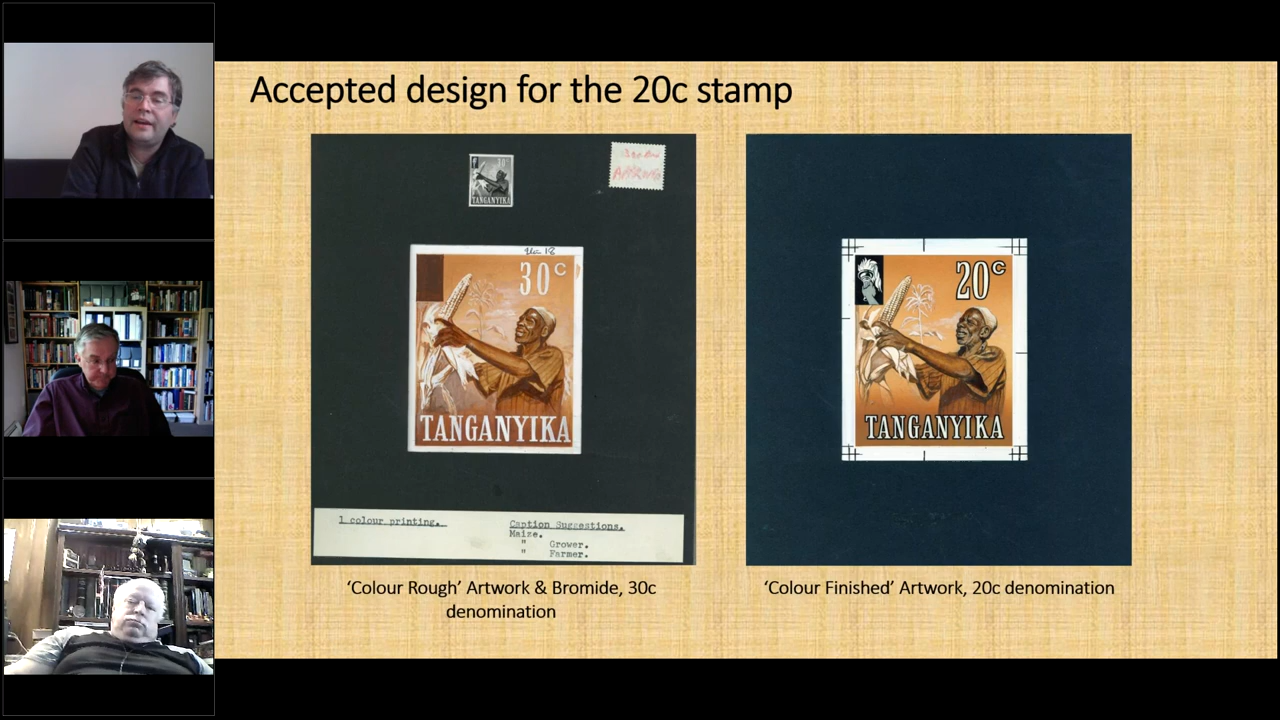 Accepted design for the 20c stamp
30c
TANGANYIKA
30c
TANGANYIKA
1 colour printing.
Caption Suggestions.
Maize.
" Grower.
" Farmer.
20c
TANGANYIKA
‘Colour Rough’ Artwork & Bromide, 30c
denomination
‘Colour Finished’ Artwork, 20c denomination